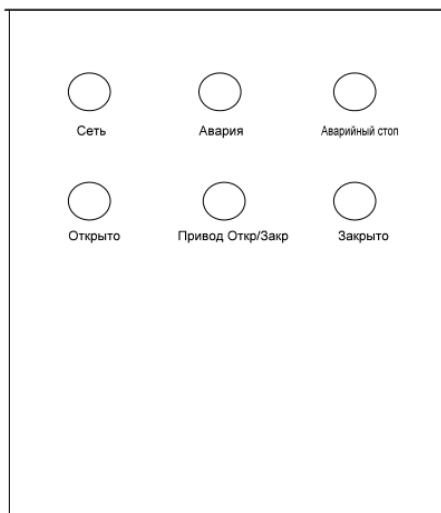 Сеть Авария Аварийный стоп
Открыто Привод Откр/Закр Закрыто